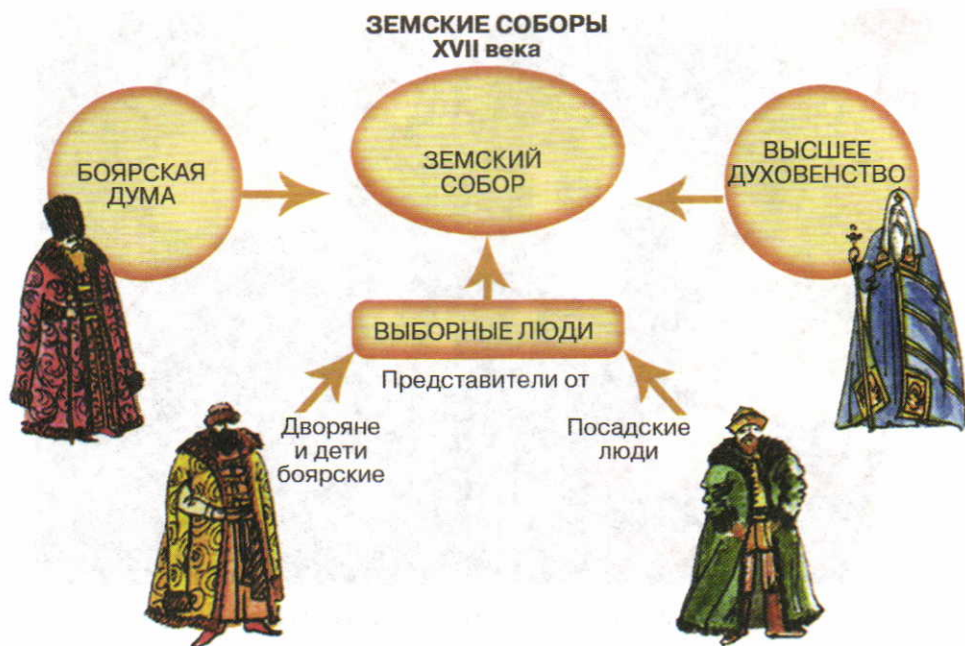 ЗЕМСКИЕ СОБОРЫ
XVII века
БОЯРСКАЯ
ДУМА
ЗЕМСКИЙ
СОБОР
ВЫСШЕЕ
ДУХОВЕНСТВО
ВЫБОРНЫЕ ЛЮДИ
Представители от
Дворяне
и дети
боярские
Посадские
люди